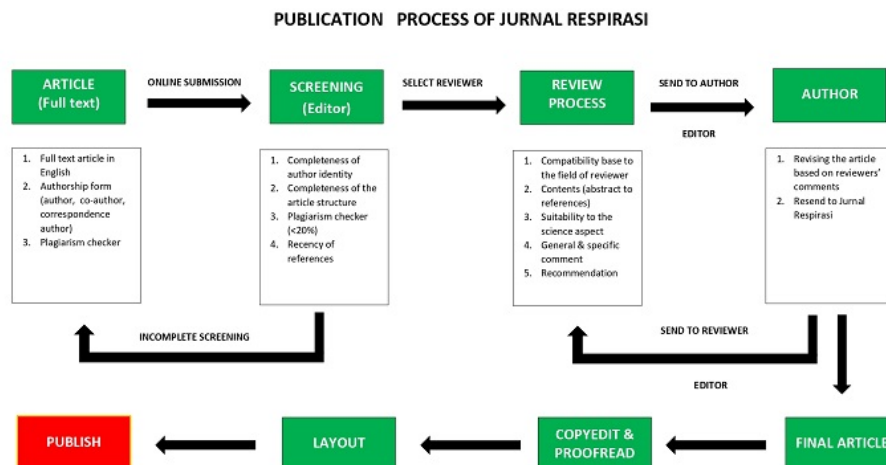 PUBLICATION PROCESS OF JURNAL RESPIRASI
ARTICLE
(Full text)
ONLINE SUBMISSION
SCREENING
(Editor)
SELECT REVIEWER
REVIEW
PROCESS
SEND TO AUTHOR
EDITOR
AUTHOR
1. Full text article in
English
2. Authorship form
(author, co-author,
correspondence
author)
3. Plagiarism checker
1. Completeness of
author identity
2. Completeness of the
article structure
3. Plagiarism checker
(<20%)
4. Recency of
references
1. Compatibility base to
the field of reviewer
2. Contents (abstract to
references)
3. Suitability to the
science aspect
4. General & specific
comment
5. Recommendation
1. Revising the article
based on reviewers'
comments
2. Resend to Jurnal
Respirasi
INCOMPLETE SCREENING
SEND TO REVIEWER
EDITOR
PUBLISH
LAYOUT
COPYEDIT &
PROOFREAD
FINAL ARTICLE